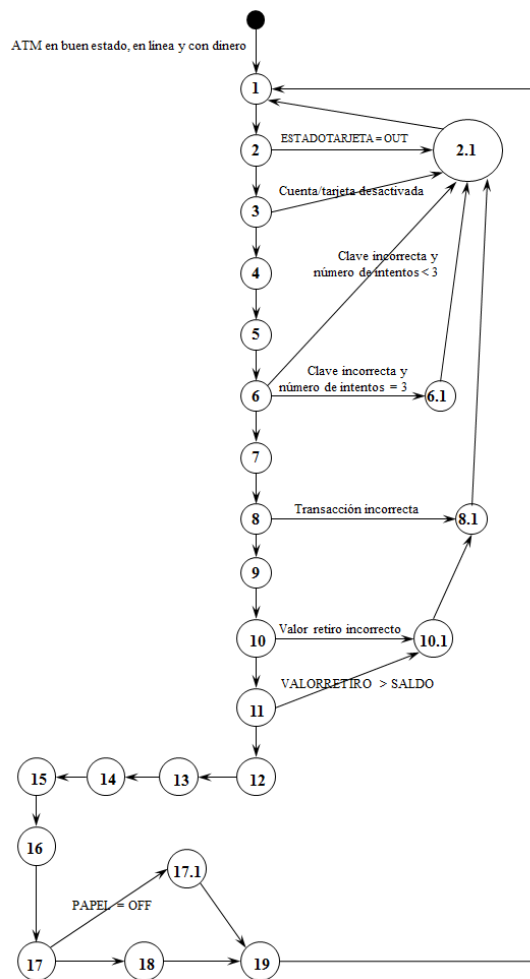 ATM en buen estado, en linea y con dinero
1
2
ESTADOTARJETA = OUT
2.1
Cuenta/tarjeta desactivada
3
Clave incorrecta y
número de intentos < 3
4
5
Clave incorrecta y
número de intentos = 3
6
6.1
7
8
Transacción incorrecta
8.1
9
10
Valor retiro incorrecto
10.1
VALORRETIRO > SALDO
11
15
14
13
12
16
17.1
PAPEL = OFF
17
18
19